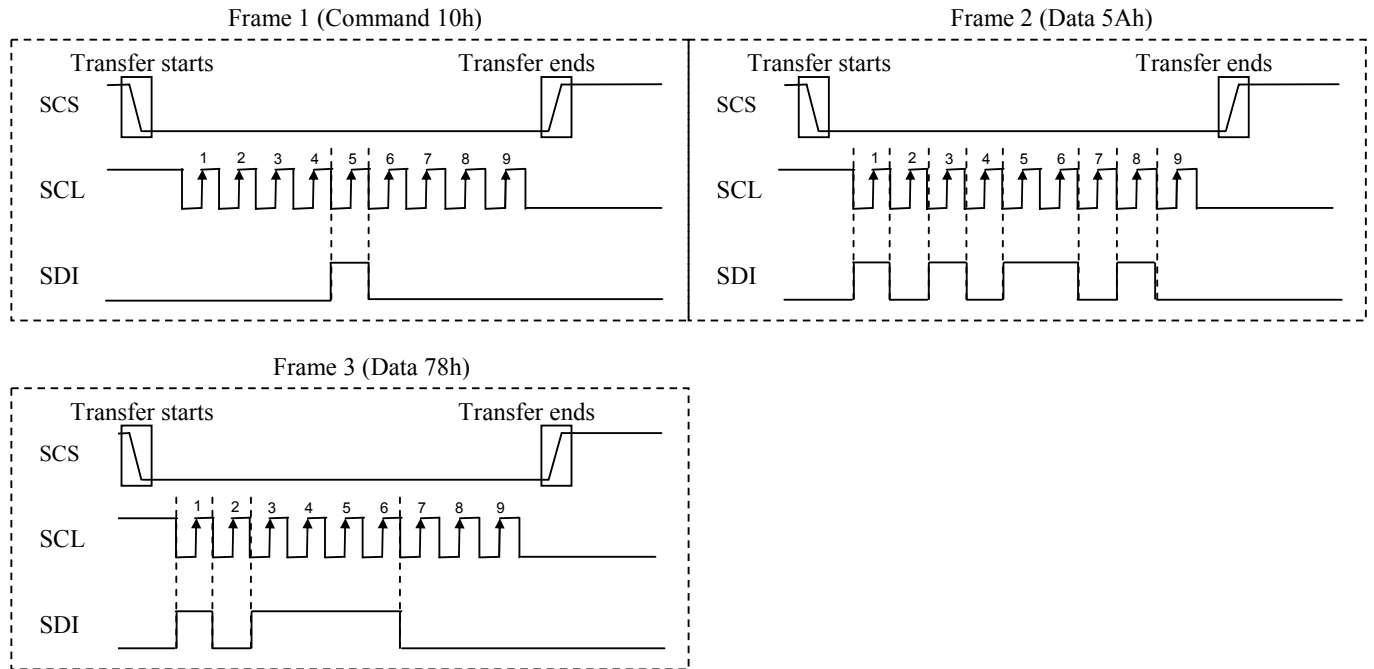 Frame 1 (Command 10h)
Transfer starts
Transfer ends
SCS
1 2 3 4 5 6 7 8 9
SCL
SDI
Frame 2 (Data 5Ah)
Transfer starts
Transfer ends
SCS
1 2 3 4 5 6 7 8 9
SCL
SDI
Frame 3 (Data 78h)
Transfer starts
Transfer ends
SCS
1 2 3 4 5 6 7 8 9
SCL
SDI